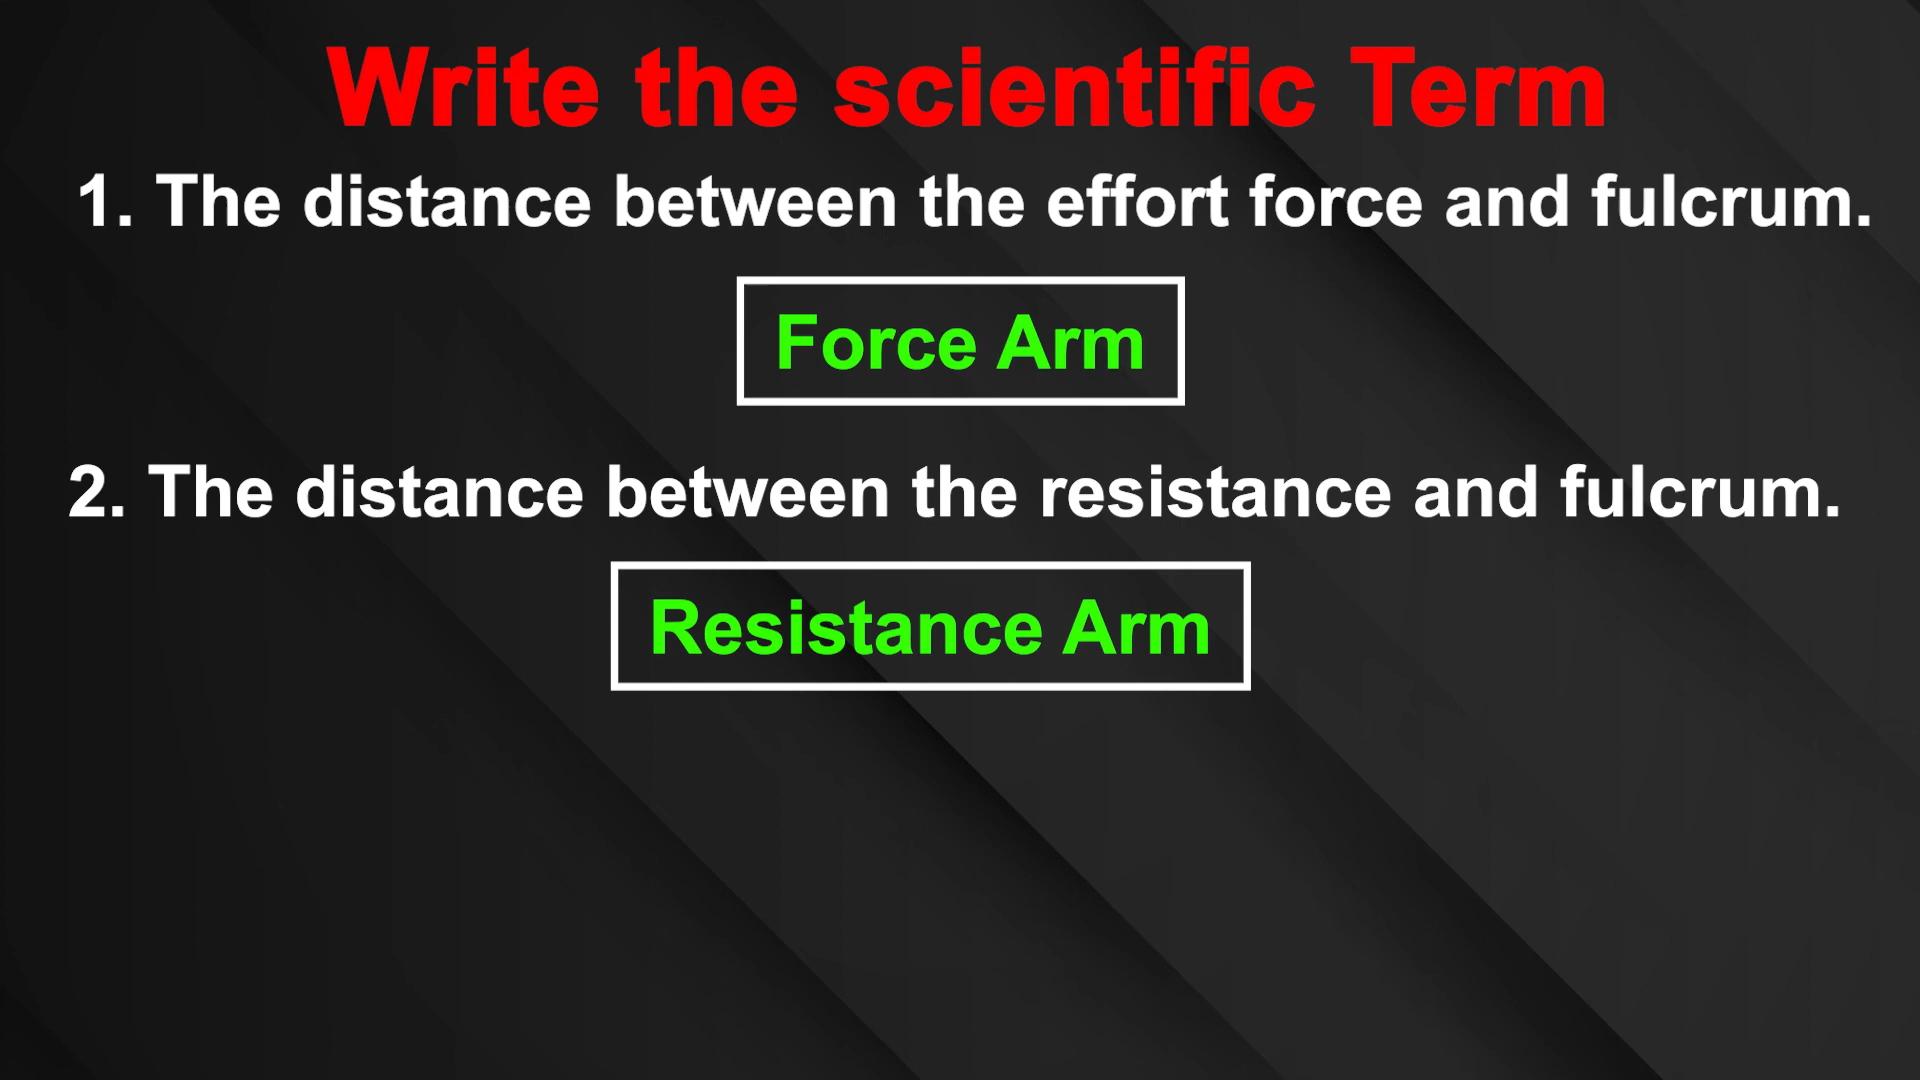 Write the scientific Term
1. The distance between the effort force and fulcrum.
Force Arm
2. The distance between the resistance and fulcrum.
Resistance Arm